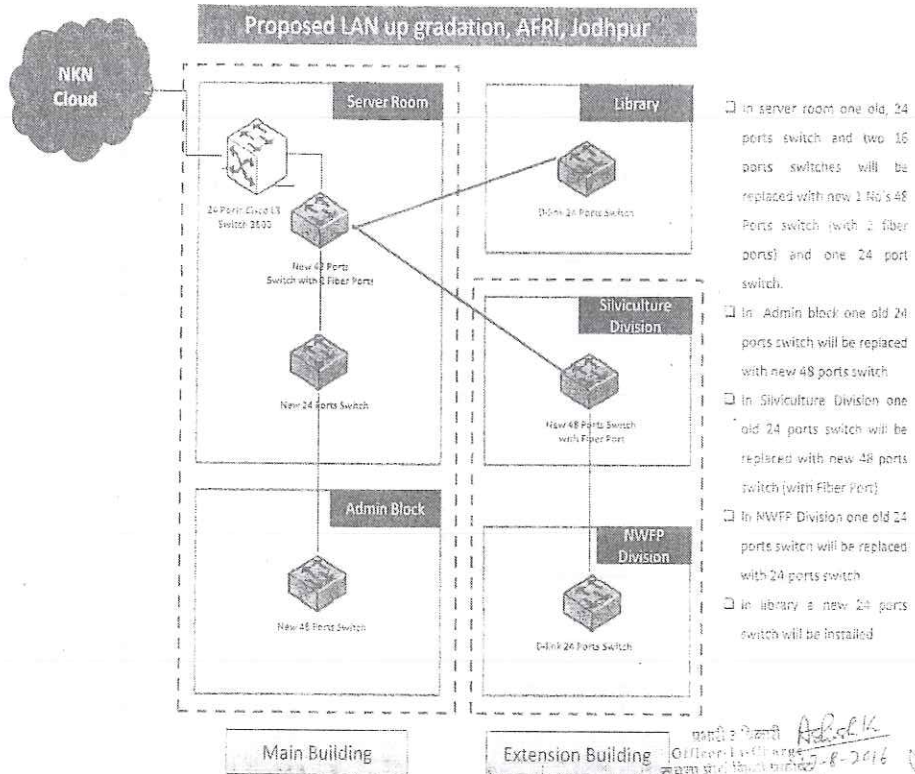 Proposed LAN up gradation, AFRI, Jodhpur
NKN
Cloud
Server Room
24 Ports Cisco L3
Switch
New 48 Ports
Switch with 2 Fiber Ports
New 24 Ports Switch
Admin Block
New 48 Ports Switch
Main Building
Library
D-link 24 Ports Switch
Silviculture
Division
New 48 Ports Switch
with Fiber Port
NWFP
Division
D-Link 24 Ports Switch
Extension Building
❑ In server room one old, 24
ports switch and two 16
ports switches will be
replaced with new 1 No's 48
Ports switch (with 2 fiber
ports) and one 24 port
switch.
❑ In Admin block one old 24
ports switch will be replaced
with new 48 ports switch
❑ In Silviculture Division one
old 24 ports switch will be
replaced with new 48 ports
switch (with Fiber Port)
❑ In NWFP Division one old 24
ports switch will be replaced
with 24 ports switch
❑ In library a new 24 ports
switch will be installed
-8-2016